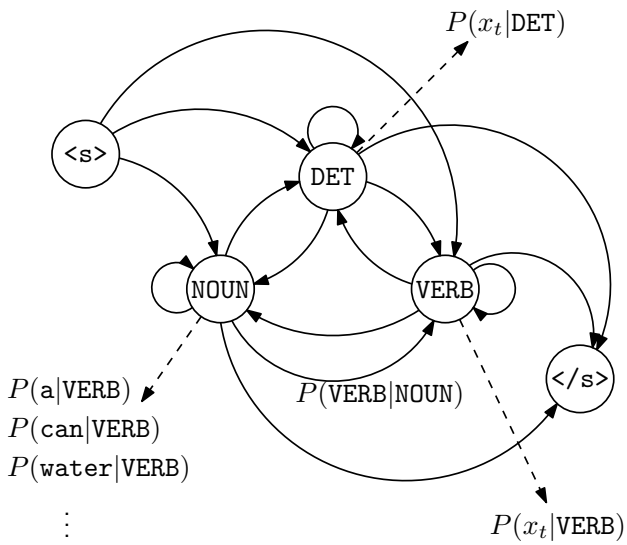 P(x_t|DET)
<s>
DET
NOUN
VERB
</s>
P(a|VERB)
P(VERB|NOUN)
P(can|VERB)
P(water|VERB)
⋮
P(x_t|VERB)